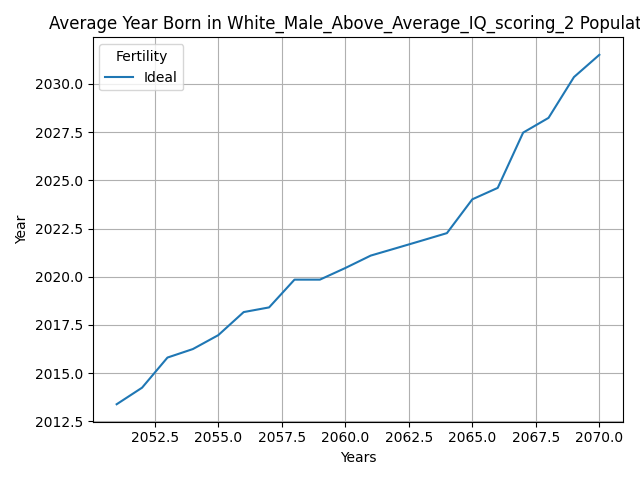 Average Year Born in White_Male_Above_Average_IQ_scoring_2 Populat
Fertility
Ideal
2030.0
2027.5
2025.0
2022.5
2020.0
2017.5
2015.0
2012.5
Year
2052.5 2055.0 2057.5 2060.0 2062.5 2065.0 2067.5 2070.0
Years